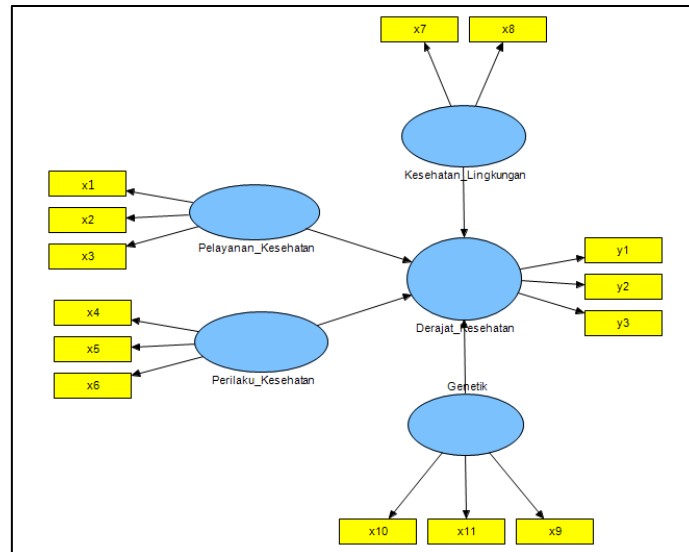 x7
x8
Kesehatan_Lingkungan
x1
x2
x3
Pelayanan_Kesehatan
y1
y2
y3
Derajat_Kesehatan
x4
x5
x6
Perilaku_Kesehatan
Genetik
x10
x11
x9